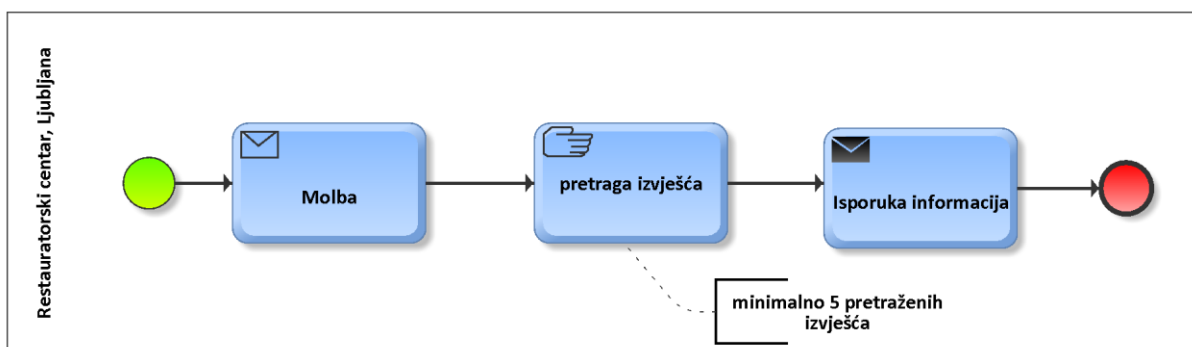 Restauratorski centar, Ljubljana
Molba
pretraga izvješća
Isporuka informacija
minimalno 5 pretraženih
izvješća